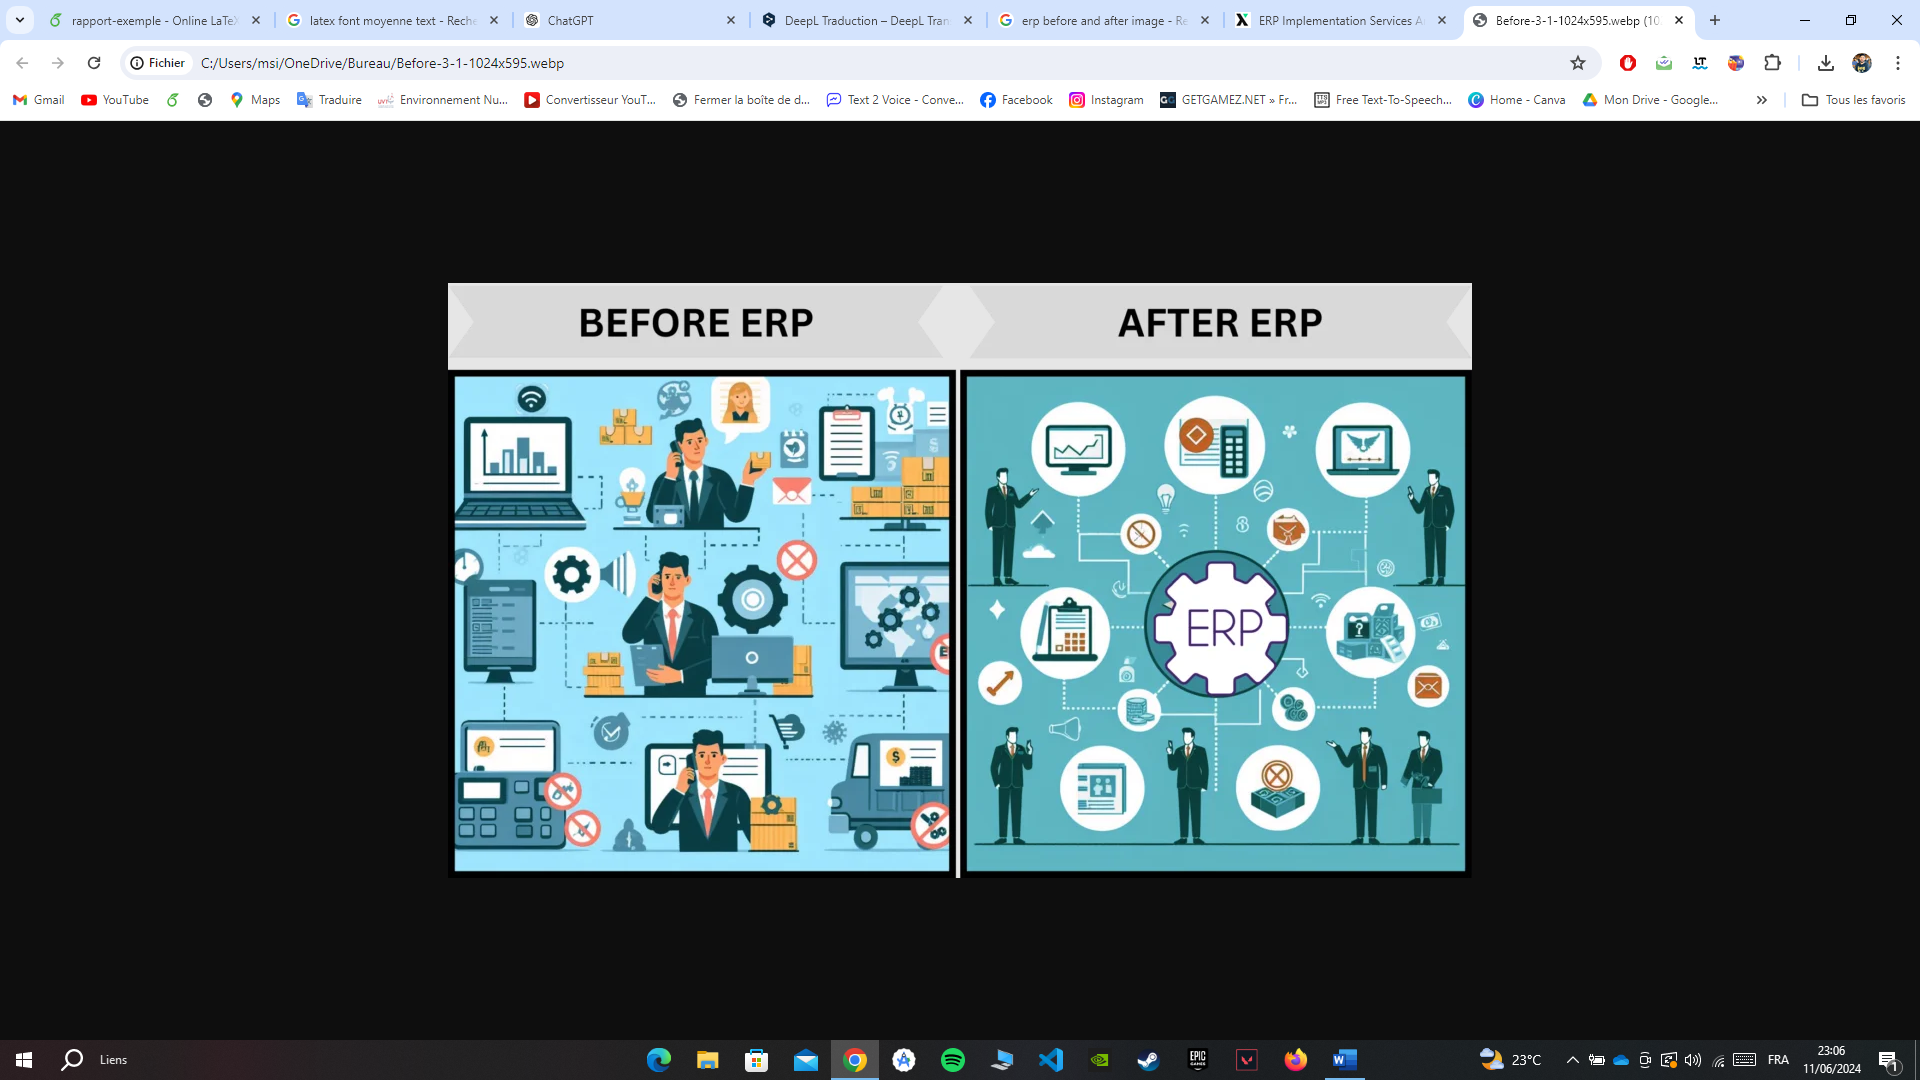 rapport-exemple - Online LaTeX
latex font moyenne text - Reche
ChatGPT
DeepL Traduction – DeepL Tran
erp before and after image - Re
ERP Implementation Services A
Before-3-1-1024x595.webp (10
Fichier
C:/Users/msi/OneDrive/Bureau/Before-3-1-1024x595.webp
Gmail
YouTube
Maps
Traduire
Environnement Nu...
Convertisseur YouT...
Fermer la boîte de d...
Text 2 Voice - Conve...
Facebook
Instagram
GETGAMEZ.NET » Fr...
Free Text-To-Speech...
Home - Canva
Mon Drive - Google...
Tous les favoris
BEFORE ERP
AFTER ERP
ERP
Liens
23°C
FRA
23:06
11/06/2024
1